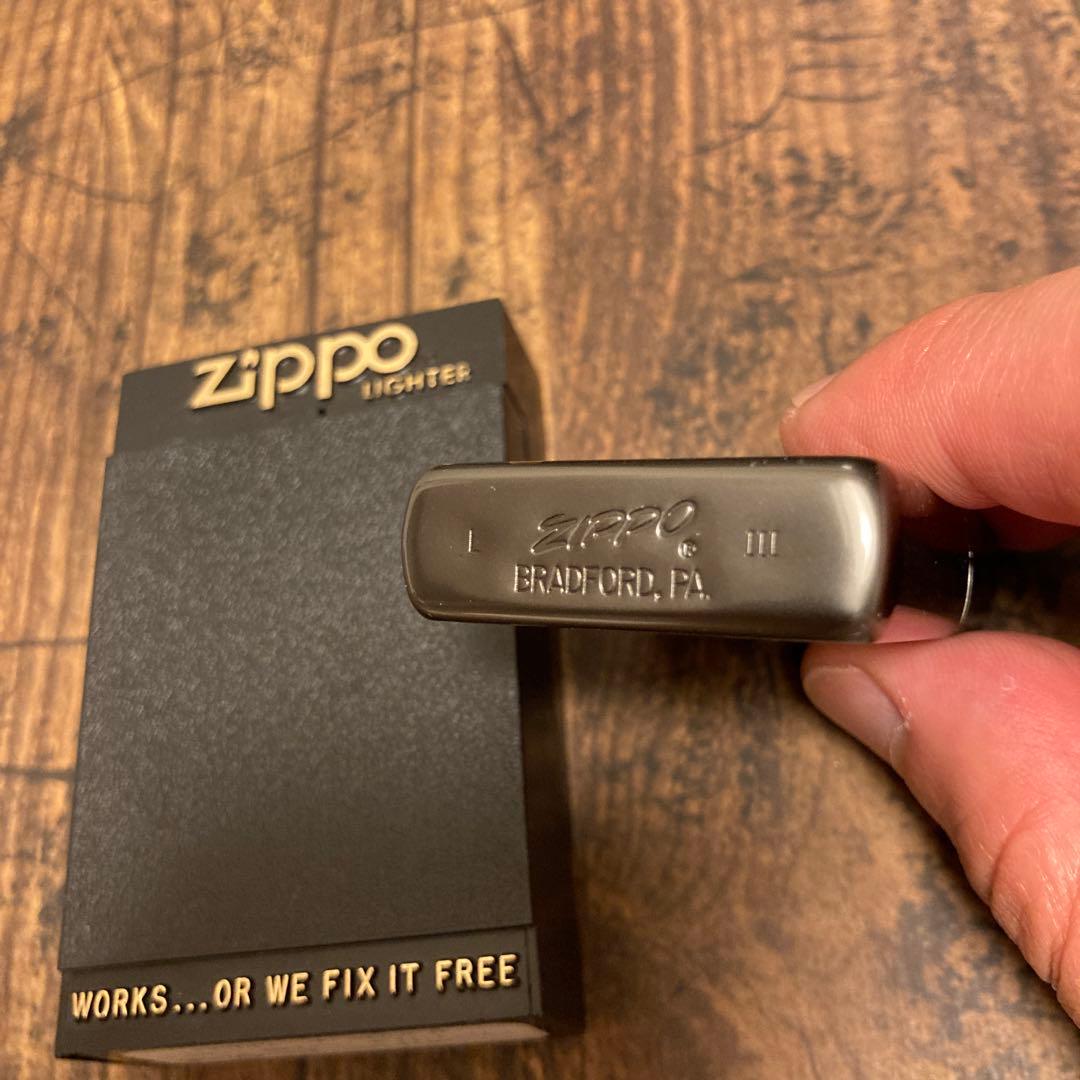 Zippo
LIGHTER
WORKS...OR WE FIX IT FREE
L ZIPPO® III
BRADFORD, PA.